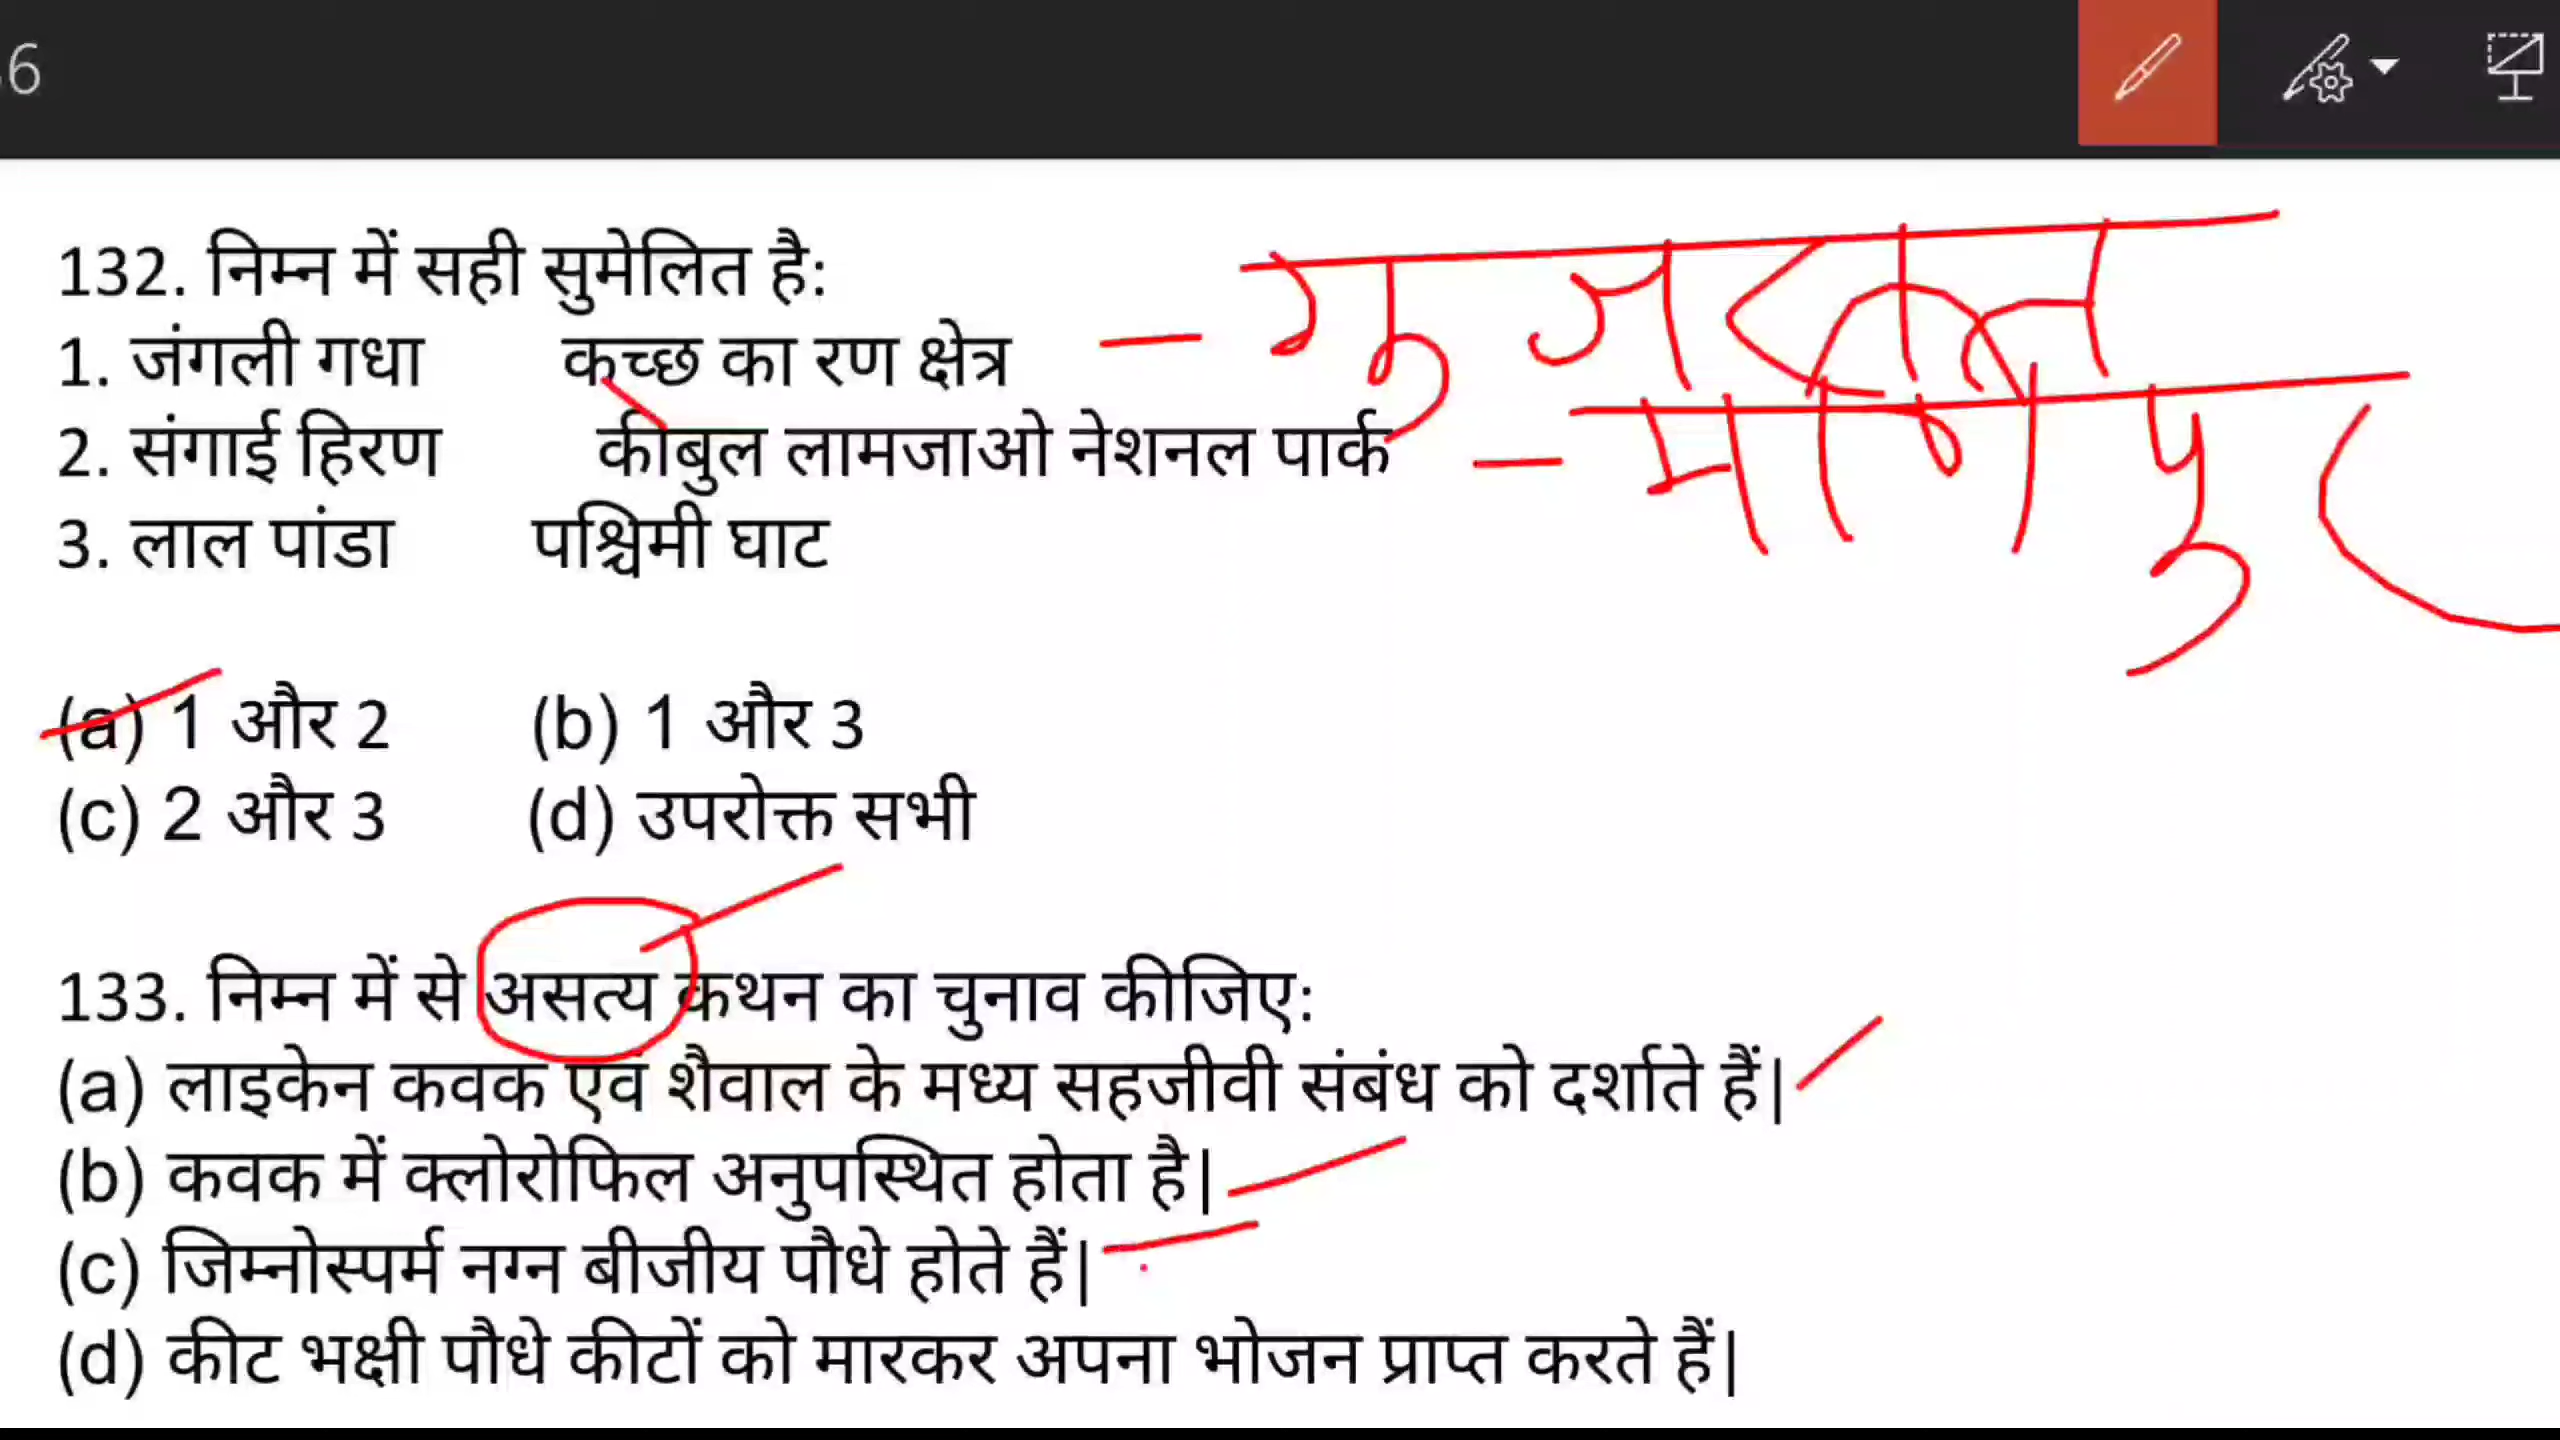 6
132. निम्न में सही सुमेलित है:
1. जंगली गधा कच्छ का रण क्षेत्र – गुजरात
2. संगाई हिरण कीबुल लामजाओ नेशनल पार्क – मणिपुर
3. लाल पांडा पश्चिमी घाट
(a) 1 और 2 (b) 1 और 3
(c) 2 और 3 (d) उपरोक्त सभी
133. निम्न में से असत्य कथन का चुनाव कीजिए:
(a) लाइकेन कवक एवं शैवाल के मध्य सहजीवी संबंध को दर्शाते हैं|
(b) कवक में क्लोरोफिल अनुपस्थित होता है|
(c) जिम्नोस्पर्म नग्न बीजीय पौधे होते हैं|
(d) कीट भक्षी पौधे कीटों को मारकर अपना भोजन प्राप्त करते हैं|